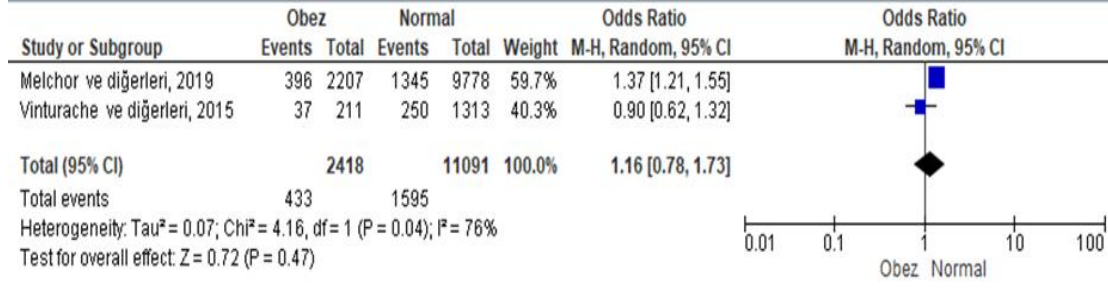 Obez Normal Odds Ratio Odds Ratio
Study or Subgroup Events Total Events Total Weight M-H, Random, 95% CI M-H, Random, 95% CI
Melchor ve diğerleri, 2019 396 2207 1345 9778 59.7% 1.37 [1.21, 1.55]
Vinturache ve diğerleri, 2015 37 211 250 1313 40.3% 0.90 [0.62, 1.32]
Total (95% CI) 2418 11091 100.0% 1.16 [0.78, 1.73]
Total events 433 1595
Heterogeneity: Tau² = 0.07; Chi² = 4.16, df = 1 (P = 0.04); I² = 76%
Test for overall effect: Z = 0.72 (P = 0.47)
0.01 0.1 1 10 100
Obez Normal